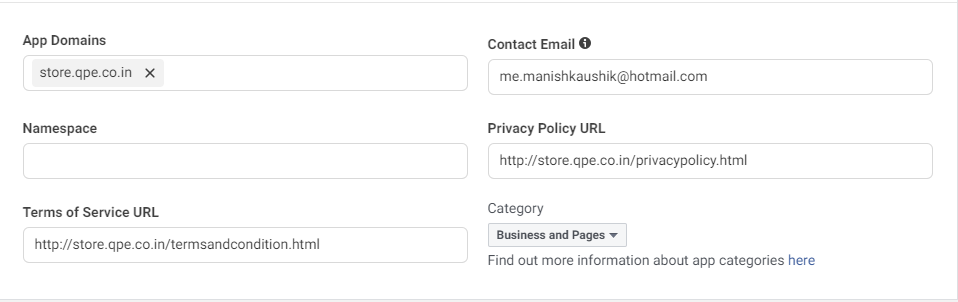 App Domains
store.qpe.co.in ×
Contact Email
me.manishkaushik@hotmail.com
Namespace
Privacy Policy URL
http://store.qpe.co.in/privacypolicy.html
Terms of Service URL
http://store.qpe.co.in/termsandcondition.html
Category
Business and Pages
Find out more information about app categories here